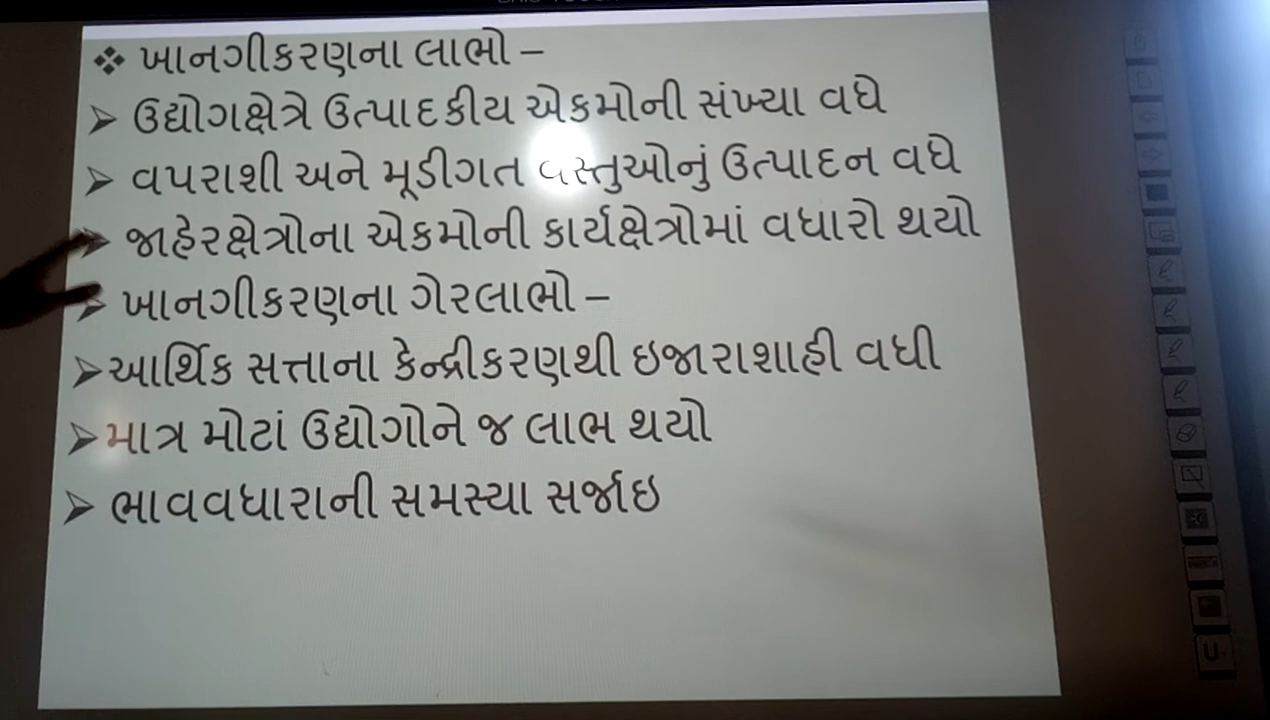 ❖ ખાનગીકરણના લાભો –
➢ ઉદ્યોગક્ષેત્રે ઉત્પાદકીય એકમોની સંખ્યા વધે
➢ વપરાશી અને મૂડીગત વસ્તુઓનું ઉત્પાદન વધે
➢ જાહેરક્ષેત્રોના એકમોની કાર્યક્ષેત્રોમાં વધારો થયો
➢ ખાનગીકરણના ગેરલાભો –
➢ આર્થિક સત્તાના કેન્દ્રીકરણથી ઇજારાશાહી વધી
➢ માત્ર મોટાં ઉદ્યોગોને જ લાભ થયો
➢ ભાવવધારાની સમસ્યા સર્જાઇ